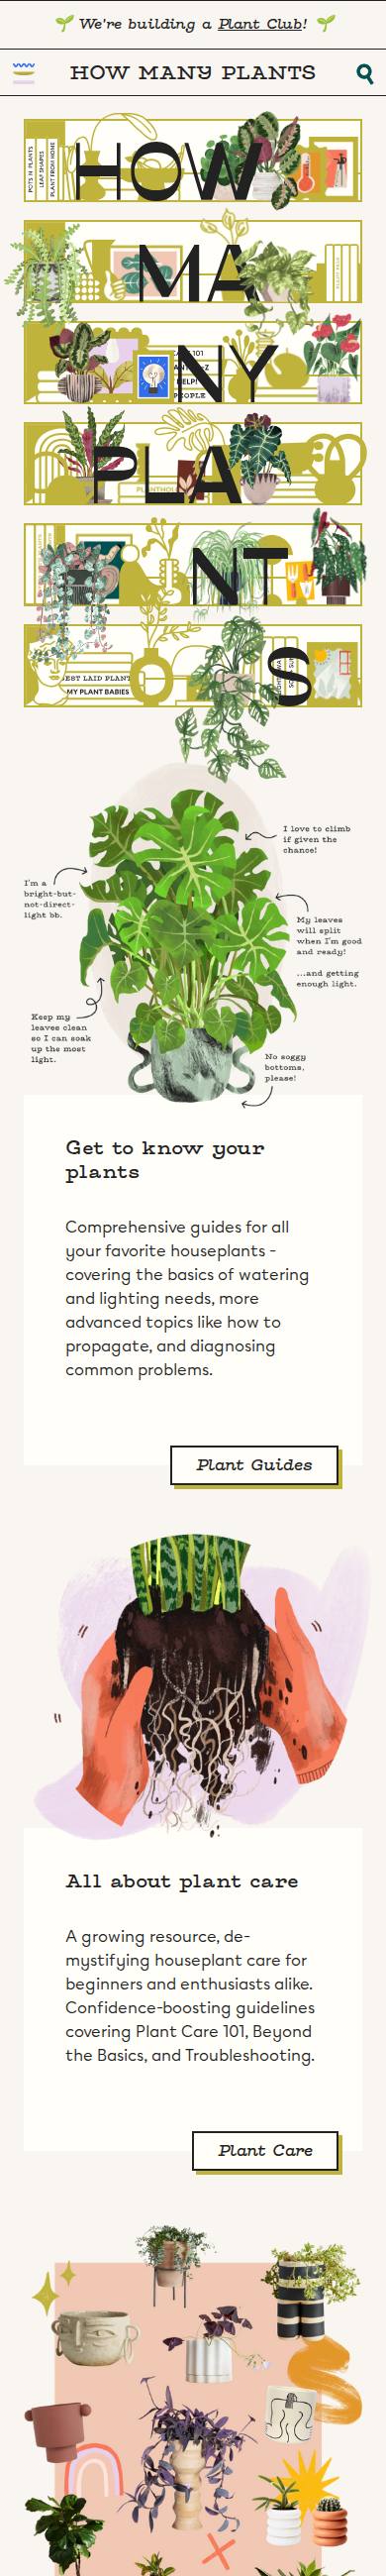 We're building a Plant Club!
HOW MANY PLANTS
POTS N PLANTS
LEAF SHAPES
PLANT FROM HOME
HOW
MA
NY
101
HELP!
PEOPLE
PLA
NT
S
MY PLANT BABIES
I love to climb
if given the
chance!
I'm a
bright-but-
not-direct-
light bb.
My leaves
will split
when I'm good
and ready!
...and getting
enough light.
Keep my
leaves clean
so I can soak
up the most
light.
No soggy
bottoms,
please!
Get to know your
plants
Comprehensive guides for all
your favorite houseplants -
covering the basics of watering
and lighting needs, more
advanced topics like how to
propagate, and diagnosing
common problems.
Plant Guides
All about plant care
A growing resource, de-
mystifying houseplant care for
beginners and enthusiasts alike.
Confidence-boosting guidelines
covering Plant Care 101, Beyond
the Basics, and Troubleshooting.
Plant Care